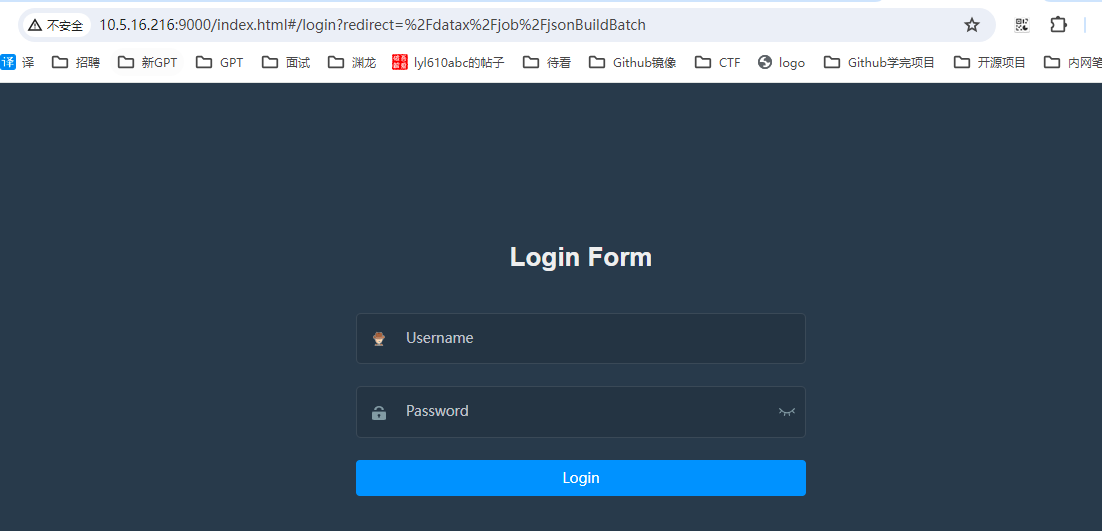 不安全 10.5.16.216:9000/index.html#/login?redirect=%2Fdatax%2Fjob%2FjsonBuildBatch
译 译 招聘 新GPT GPT 面试 渊龙 lyl610abc的帖子 待看 Github镜像 CTF logo Github学完项目 开源项目 内网笔
Login Form
Username
Password
Login